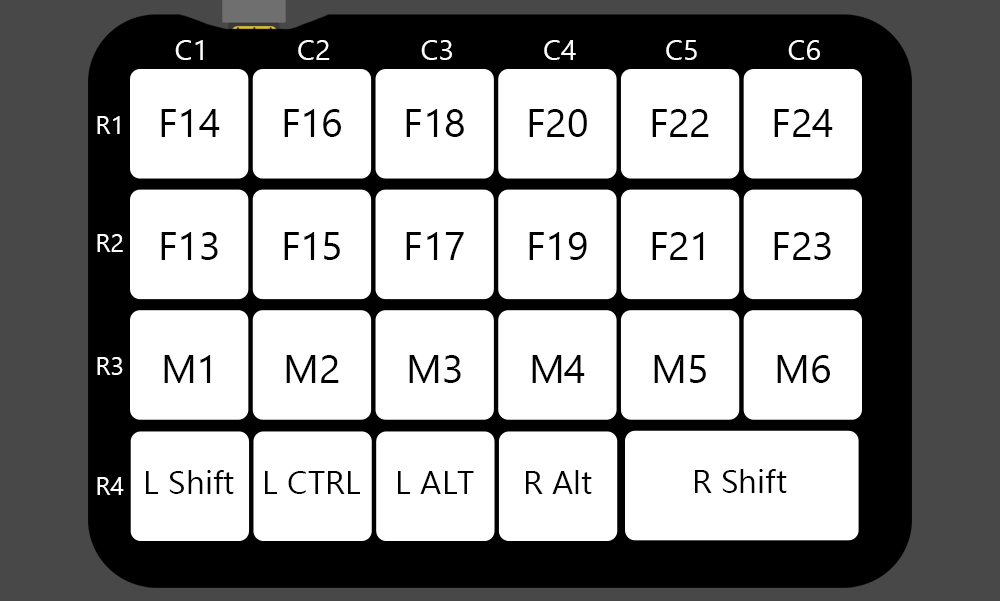 C1 C2 C3 C4 C5 C6
R1 F14 F16 F18 F20 F22 F24
R2 F13 F15 F17 F19 F21 F23
R3 M1 M2 M3 M4 M5 M6
R4 L Shift L CTRL L ALT R Alt R Shift